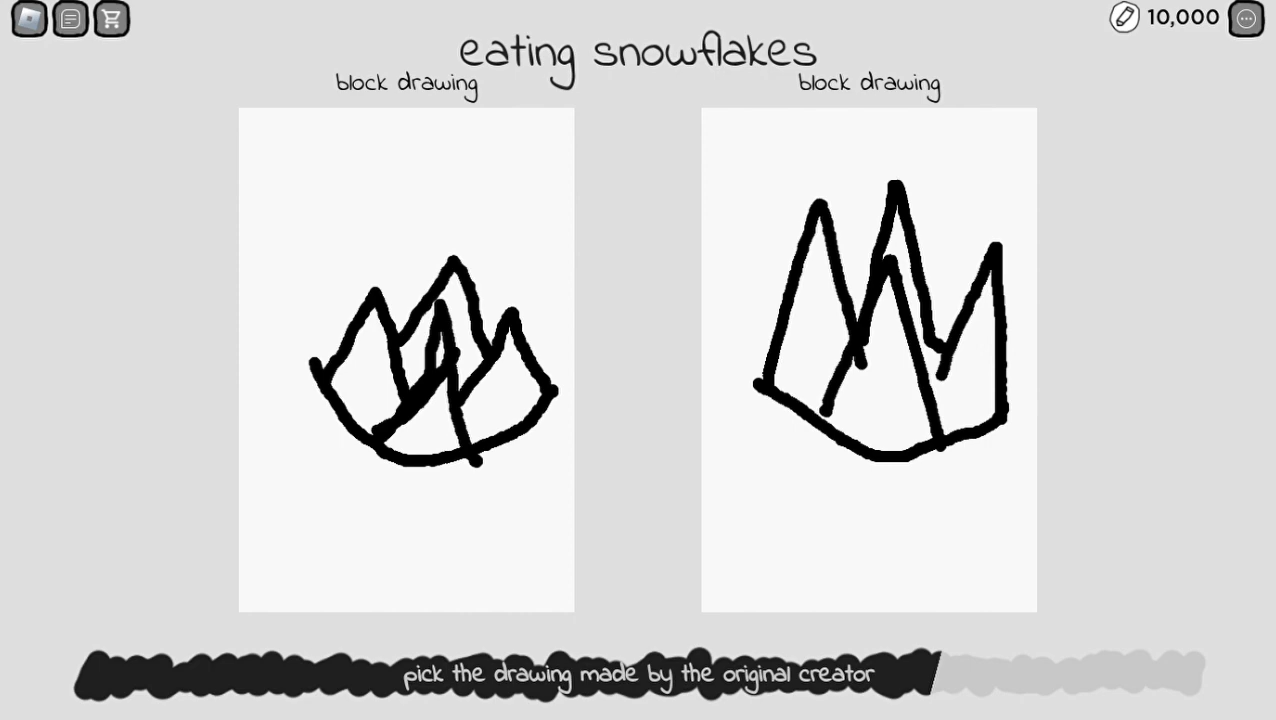 10,000
eating snowflakes
block drawing
block drawing
pick the drawing made by the original creator